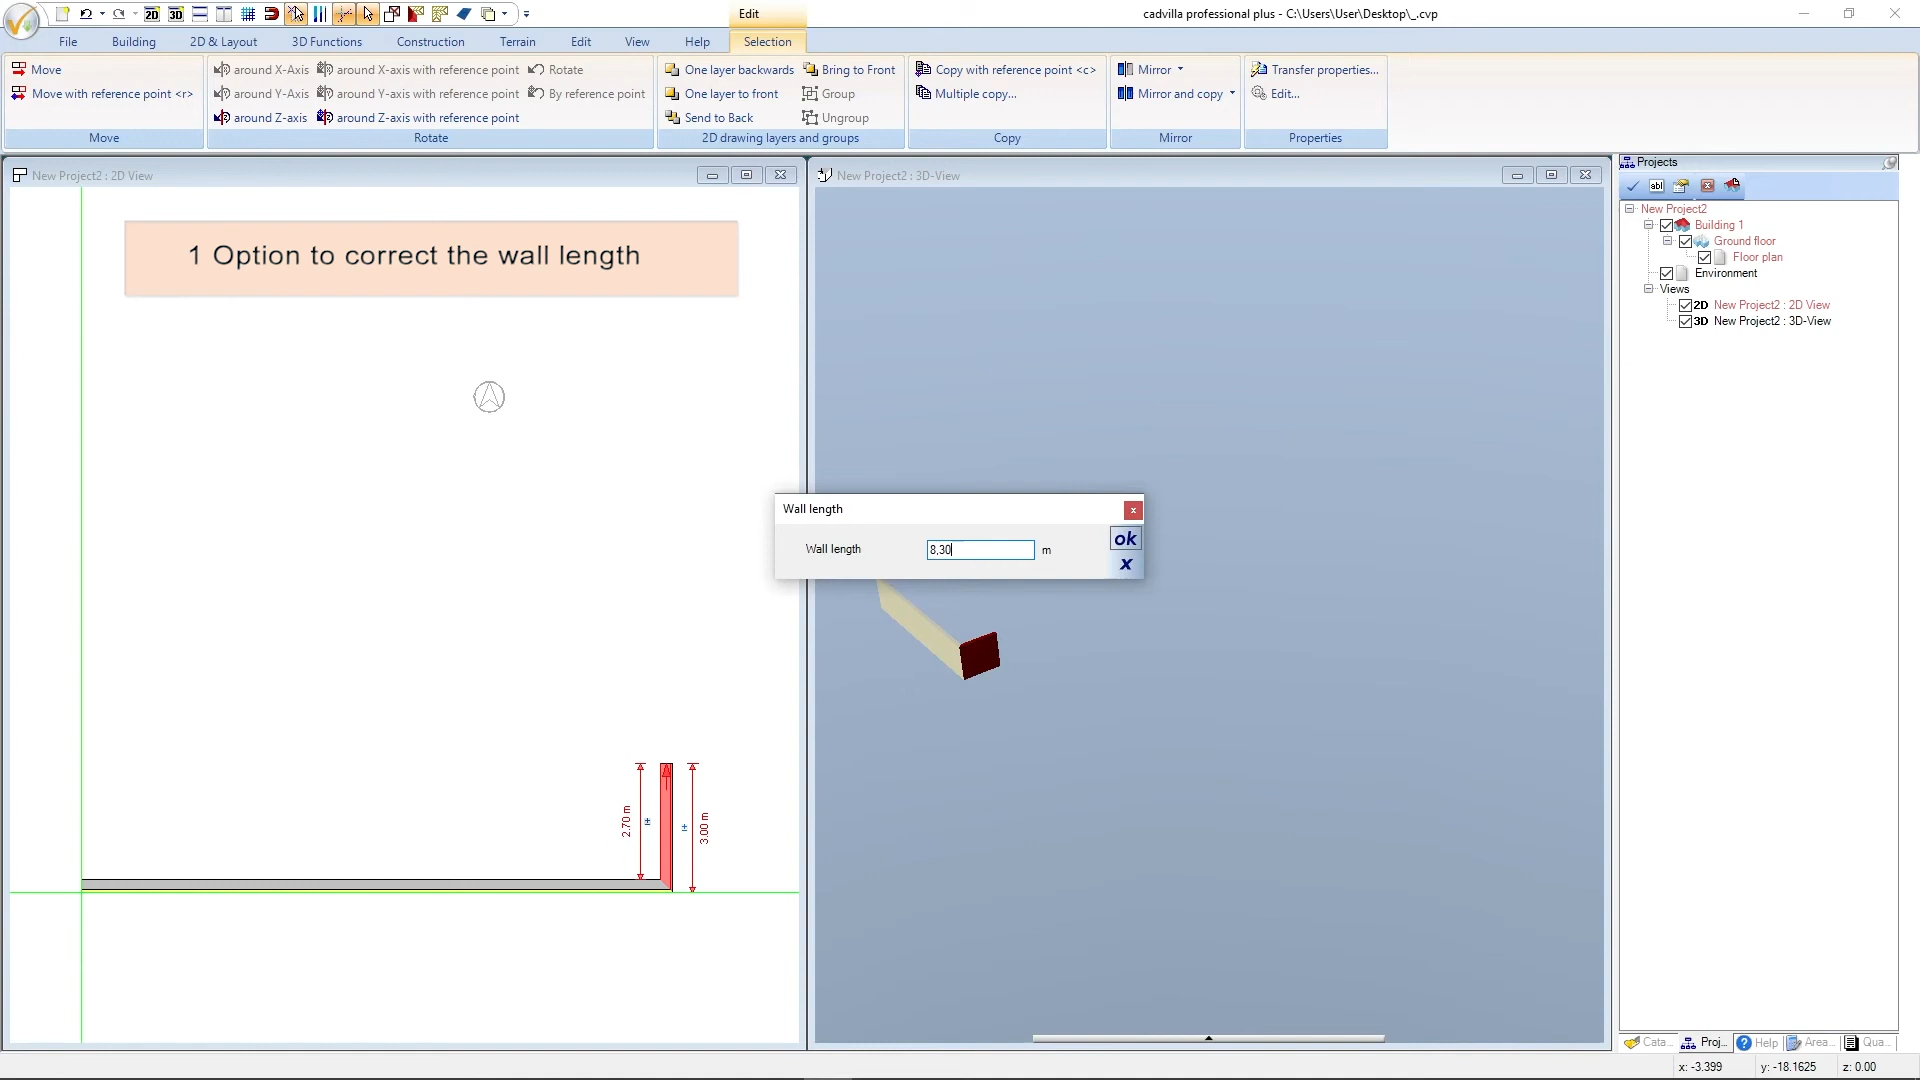 Edit
cadvilla professional plus - C:\Users\User\Desktop\_.cvp
2D 3D
File Building 2D & Layout 3D Functions Construction Terrain Edit View Help Selection
Move
Move with reference point <r>
Move
around X-Axis around X-axis with reference point Rotate
around Y-Axis around Y-axis with reference point By reference point
around Z-axis around Z-axis with reference point
Rotate
One layer backwards Bring to Front
One layer to front Group
Send to Back Ungroup
2D drawing layers and groups
Copy with reference point <c>
Multiple copy...
Copy
Mirror
Mirror and copy
Mirror
Transfer properties...
Edit...
Properties
New Project2 : 2D View
1 Option to correct the wall length
2.70 m
3.00 m
New Project2 : 3D-View
Wall length
Wall length 8,30 m
ok
x
Projects
abl
New Project2
Building 1
Ground floor
Floor plan
Environment
Views
2D New Project2 : 2D View
3D New Project2 : 3D-View
Cata... Proj... Help Area... Qua...
x: -3.399 y: -18.1625 z: 0.00